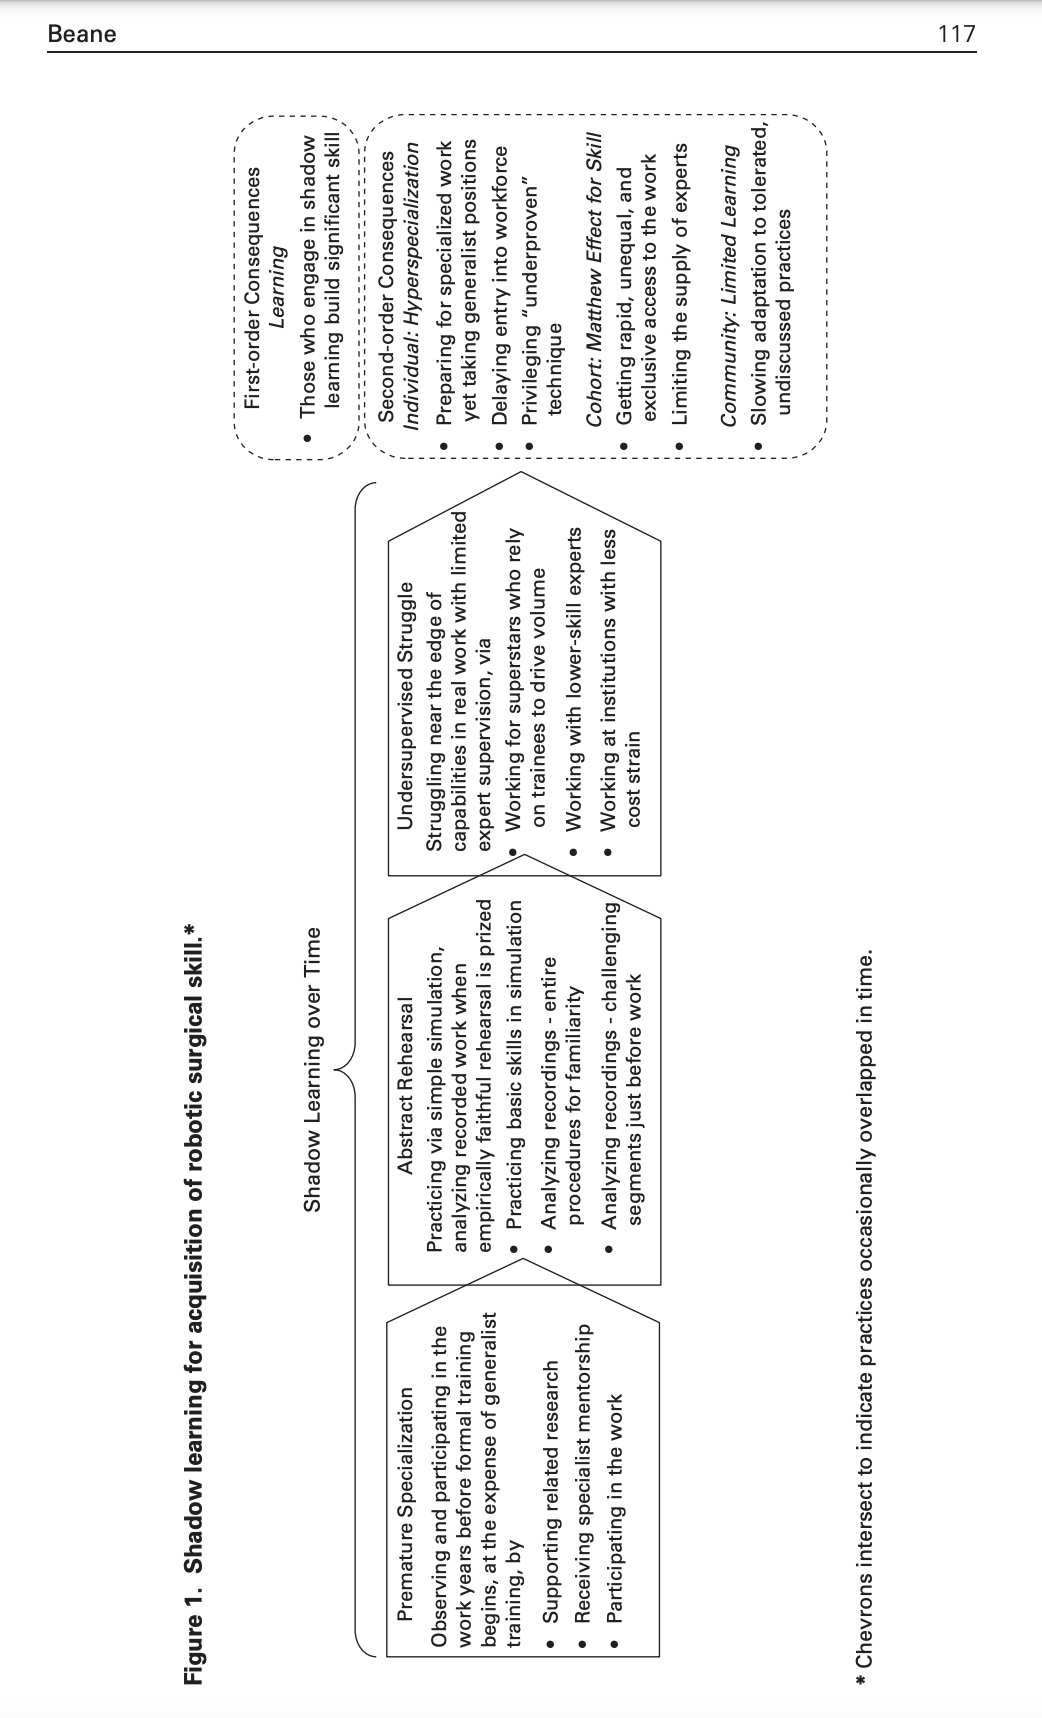 Beane
117
Figure 1. Shadow learning for acquisition of robotic surgical skill.*
Shadow Learning over Time
Premature Specialization
Observing and participating in the
work years before formal training
begins, at the expense of generalist
training, by
• Supporting related research
• Receiving specialist mentorship
• Participating in the work
Abstract Rehearsal
Practicing via simple simulation,
analyzing recorded work when
empirically faithful rehearsal is prized
• Practicing basic skills in simulation
• Analyzing recordings - entire
procedures for familiarity
• Analyzing recordings - challenging
segments just before work
Undersupervised Struggle
Struggling near the edge of
capabilities in real work with limited
expert supervision, via
• Working for superstars who rely
on trainees to drive volume
• Working with lower-skill experts
• Working at institutions with less
cost strain
First-order Consequences
Learning
• Those who engage in shadow
learning build significant skill
Second-order Consequences
Individual: Hyperspecialization
• Preparing for specialized work
yet taking generalist positions
• Delaying entry into workforce
• Privileging “underproven”
technique
Cohort: Matthew Effect for Skill
• Getting rapid, unequal, and
exclusive access to the work
• Limiting the supply of experts
Community: Limited Learning
• Slowing adaptation to tolerated,
undiscussed practices
* Chevrons intersect to indicate practices occasionally overlapped in time.